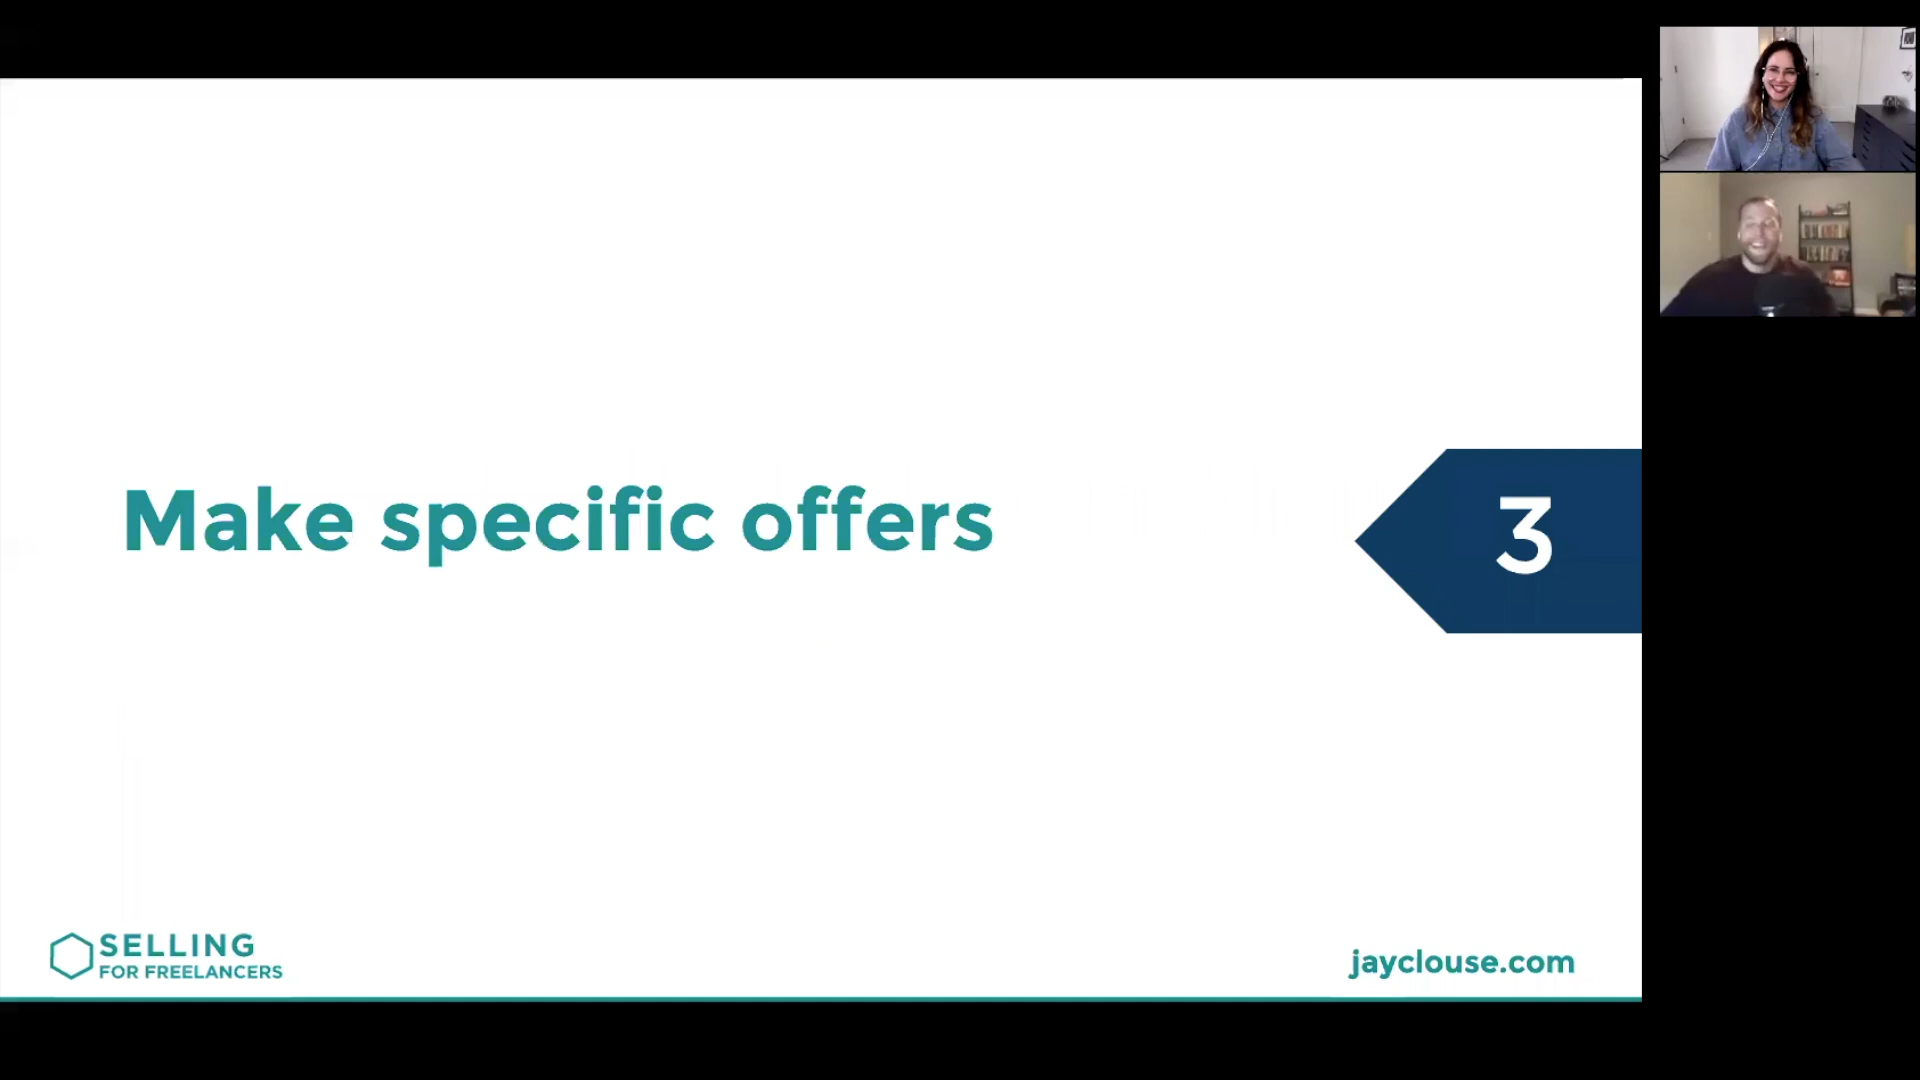 Make specific offers
3
SELLING
FOR FREELANCERS
jayclouse.com